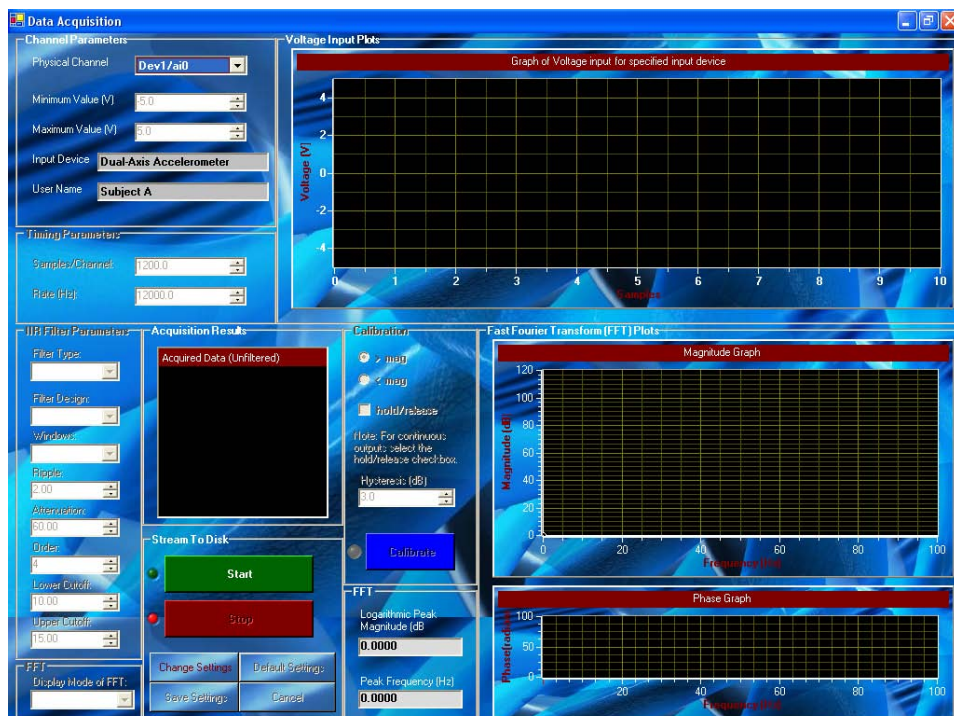 Data Acquisition
Channel Parameters
Physical Channel
Dev1/ai0
Minimum Value (V)
-5.0
Maximum Value (V)
5.0
Input Device
Dual-Axis Accelerometer
User Name
Subject A
Timing Parameters
Samples/Channel:
1200.0
Rate (Hz):
12000.0
Voltage Input Plots
Graph of Voltage input for specified input device
Voltage (V)
4
2
0
-2
-4
0 1 2 3 4 5 6 7 8 9 10
Samples
IIR Filter Parameters
Filter Type:
Filter Design:
Windows:
Ripple:
2.00
Attenuation:
60.00
Order:
4
Lower Cutoff:
10.00
Upper Cutoff:
15.00
FFT
Display Mode of FFT:
Acquisition Results
Acquired Data (Unfiltered)
Stream To Disk
Start
Stop
Change Settings
Default Settings
Save Settings
Cancel
Calibration
> mag
< mag
hold/release
Note: For continuous
outputs select the
hold/release checkbox.
Hysteresis (dB)
3.0
Calibrate
FFT
Logarithmic Peak
Magnitude (dB
0.0000
Peak Frequency (Hz)
0.0000
Fast Fourier Transform (FFT) Plots
Magnitude Graph
Magnitude (dB)
120
100
80
60
40
20
0
0 20 40 60 80 100
Frequency (Hz)
Phase Graph
100
50
0
0 20 40 60 80 100
Frequency (Hz)